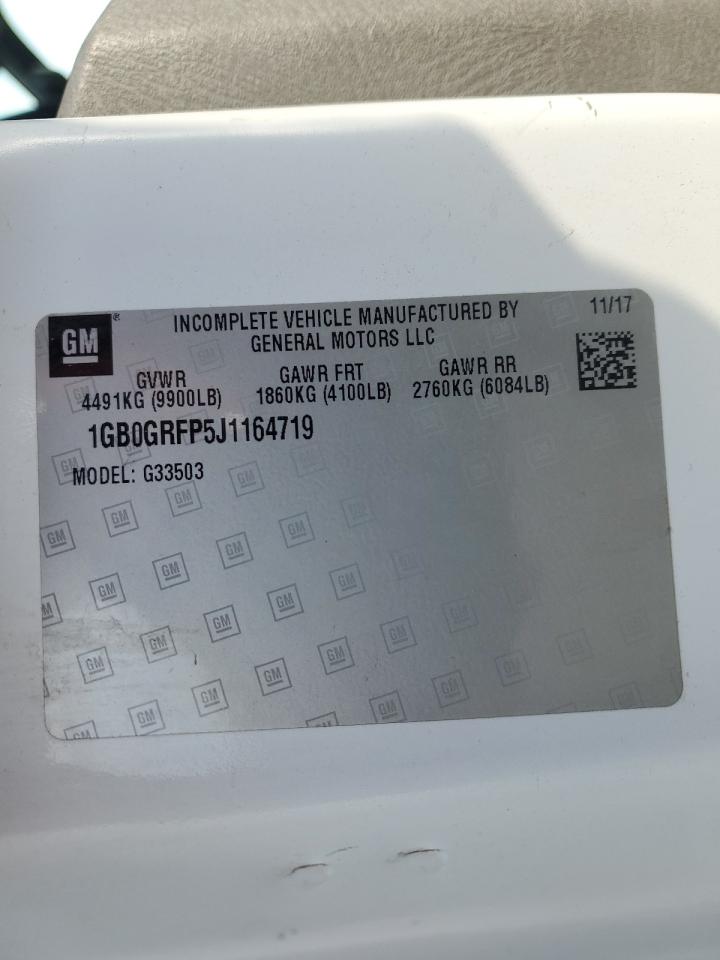 GM ®
INCOMPLETE VEHICLE MANUFACTURED BY
GENERAL MOTORS LLC
11/17
GVWR GAWR FRT GAWR RR
4491KG (9900LB) 1860KG (4100LB) 2760KG (6084LB)
1GB0GRFP5J1164719
MODEL: G33503